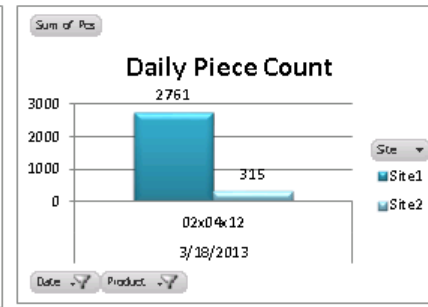 Sum of Pcs
Daily Piece Count
3000
2000
1000
0
2761
315
02x04x12
3/18/2013
Site
Site1
Site2
Date
Product